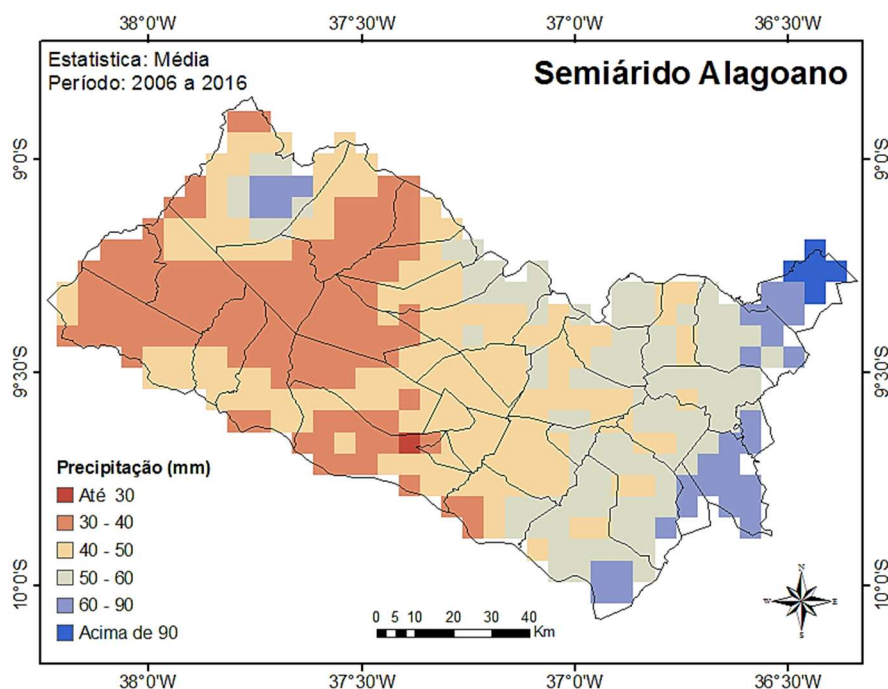 38°0'W 37°30'W 37°0'W 36°30'W
Estatistica: Média
Período: 2006 a 2016
Semiárido Alagoano
9°0'S 9°0'S
9°30'S 9°30'S
10°0'S 10°0'S
Precipitação (mm)
Até 30
30 - 40
40 - 50
50 - 60
60 - 90
Acima de 90
0 5 10 20 30 40
Km
N
W E
S
38°0'W 37°30'W 37°0'W 36°30'W